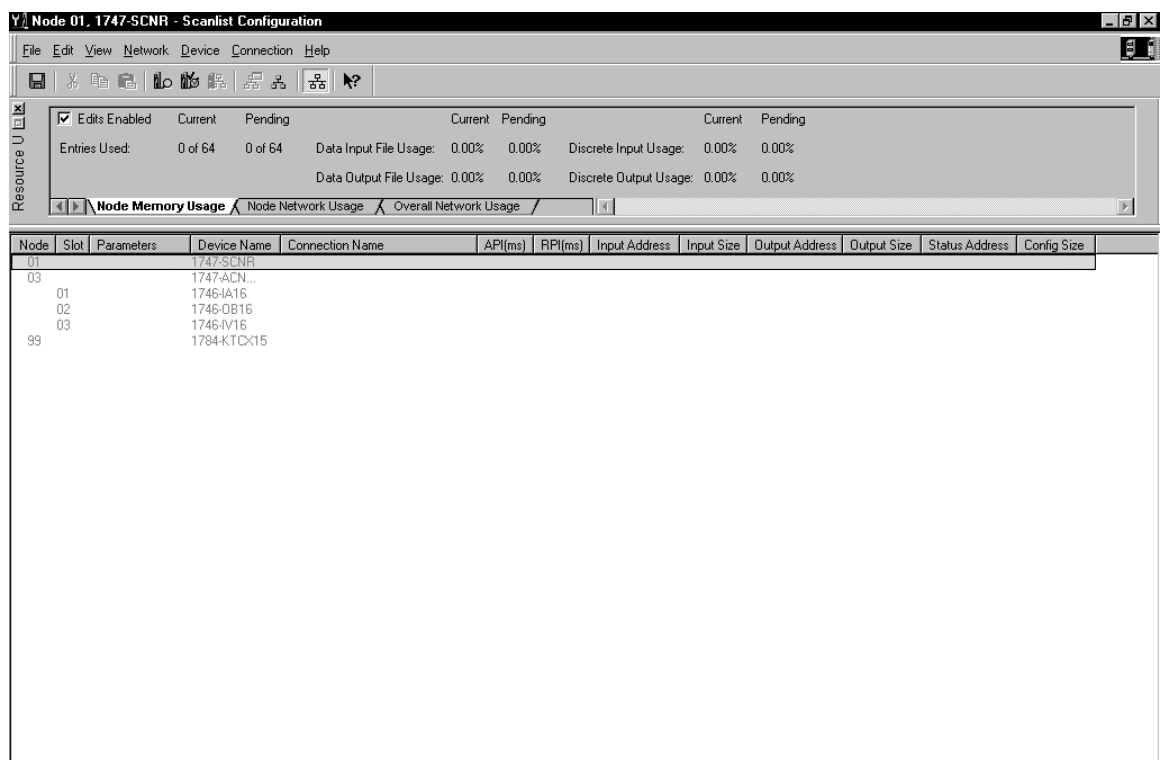 Node 01, 1747-SCNR - Scanlist Configuration
File Edit View Network Device Connection Help
Resource U
Edits Enabled Current Pending Current Pending Current Pending
Entries Used: 0 of 64 0 of 64 Data Input File Usage: 0.00% 0.00% Discrete Input Usage: 0.00% 0.00%
Data Output File Usage: 0.00% 0.00% Discrete Output Usage: 0.00% 0.00%
Node Memory Usage Node Network Usage Overall Network Usage
Node Slot Parameters Device Name Connection Name API(ms) RPI(ms) Input Address Input Size Output Address Output Size Status Address Config Size
01 1747-SCNR
03 1747-ACN...
01 1746-IA16
02 1746-OB16
03 1746-IV16
99 1784-KTCX15